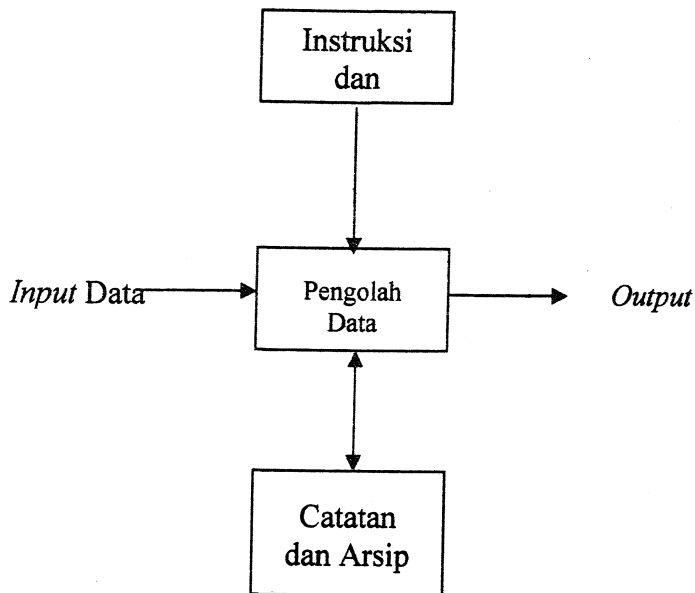 Instruksi
dan
Input Data
Pengolah
Data
Output
Catatan
dan Arsip